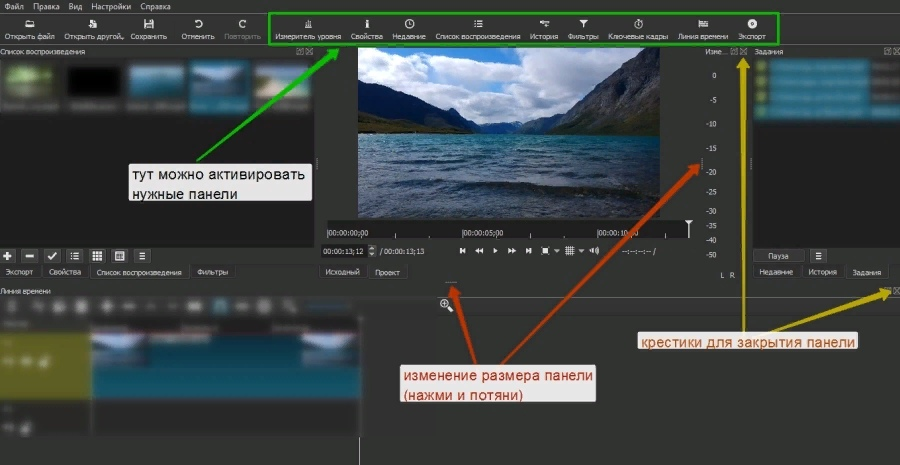 Файл Правка Вид Настройки Справка
Открыть файл Открыть другой.. Сохранить Отменить Повторить Измеритель уровня Свойства Недавние Список воспроизведения История Фильтры Ключевые кадры Линия времени Экспорт
Список воспроизведения
Изме...
Задания
0
-5
-10
-15
-20
-25
-30
-35
-40
-50
L R
тут можно активировать
нужные панели
|00:00:00;00 |00:00:05;00 |00:00:10;00
00:00:13;12 / 00:00:13;13 --:--:--:-- /
Пауза
Экспорт Свойства Список воспроизведения Фильтры
Исходный Проект
Недавние История Задания
Линия времени
крестики для закрытия панели
изменение размера панели
(нажми и потяни)